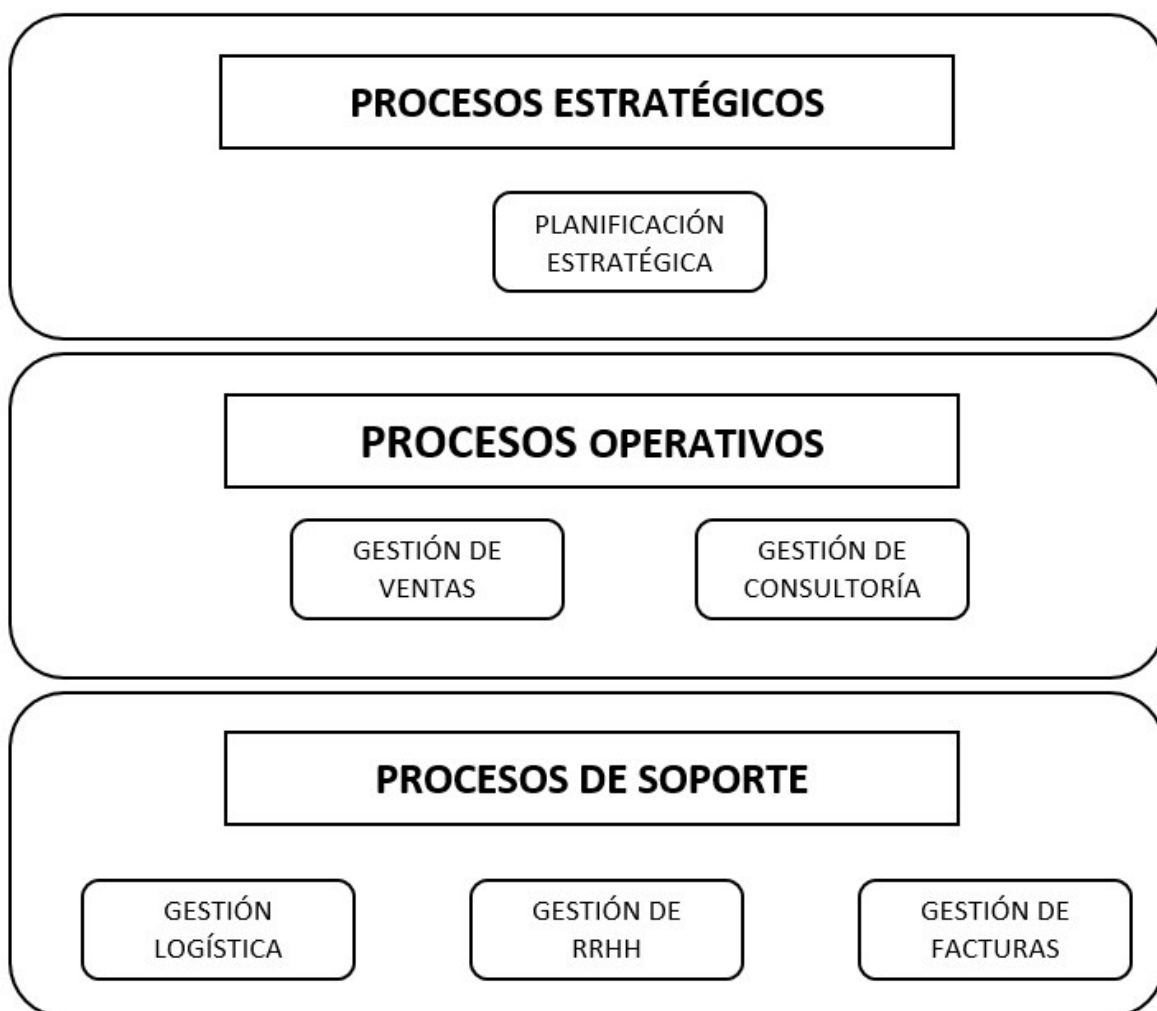 PROCESOS ESTRATÉGICOS
PLANIFICACIÓN
ESTRATÉGICA
PROCESOS OPERATIVOS
GESTIÓN DE
VENTAS
GESTIÓN DE
CONSULTORÍA
PROCESOS DE SOPORTE
GESTIÓN
LOGÍSTICA
GESTIÓN DE
RRHH
GESTIÓN DE
FACTURAS